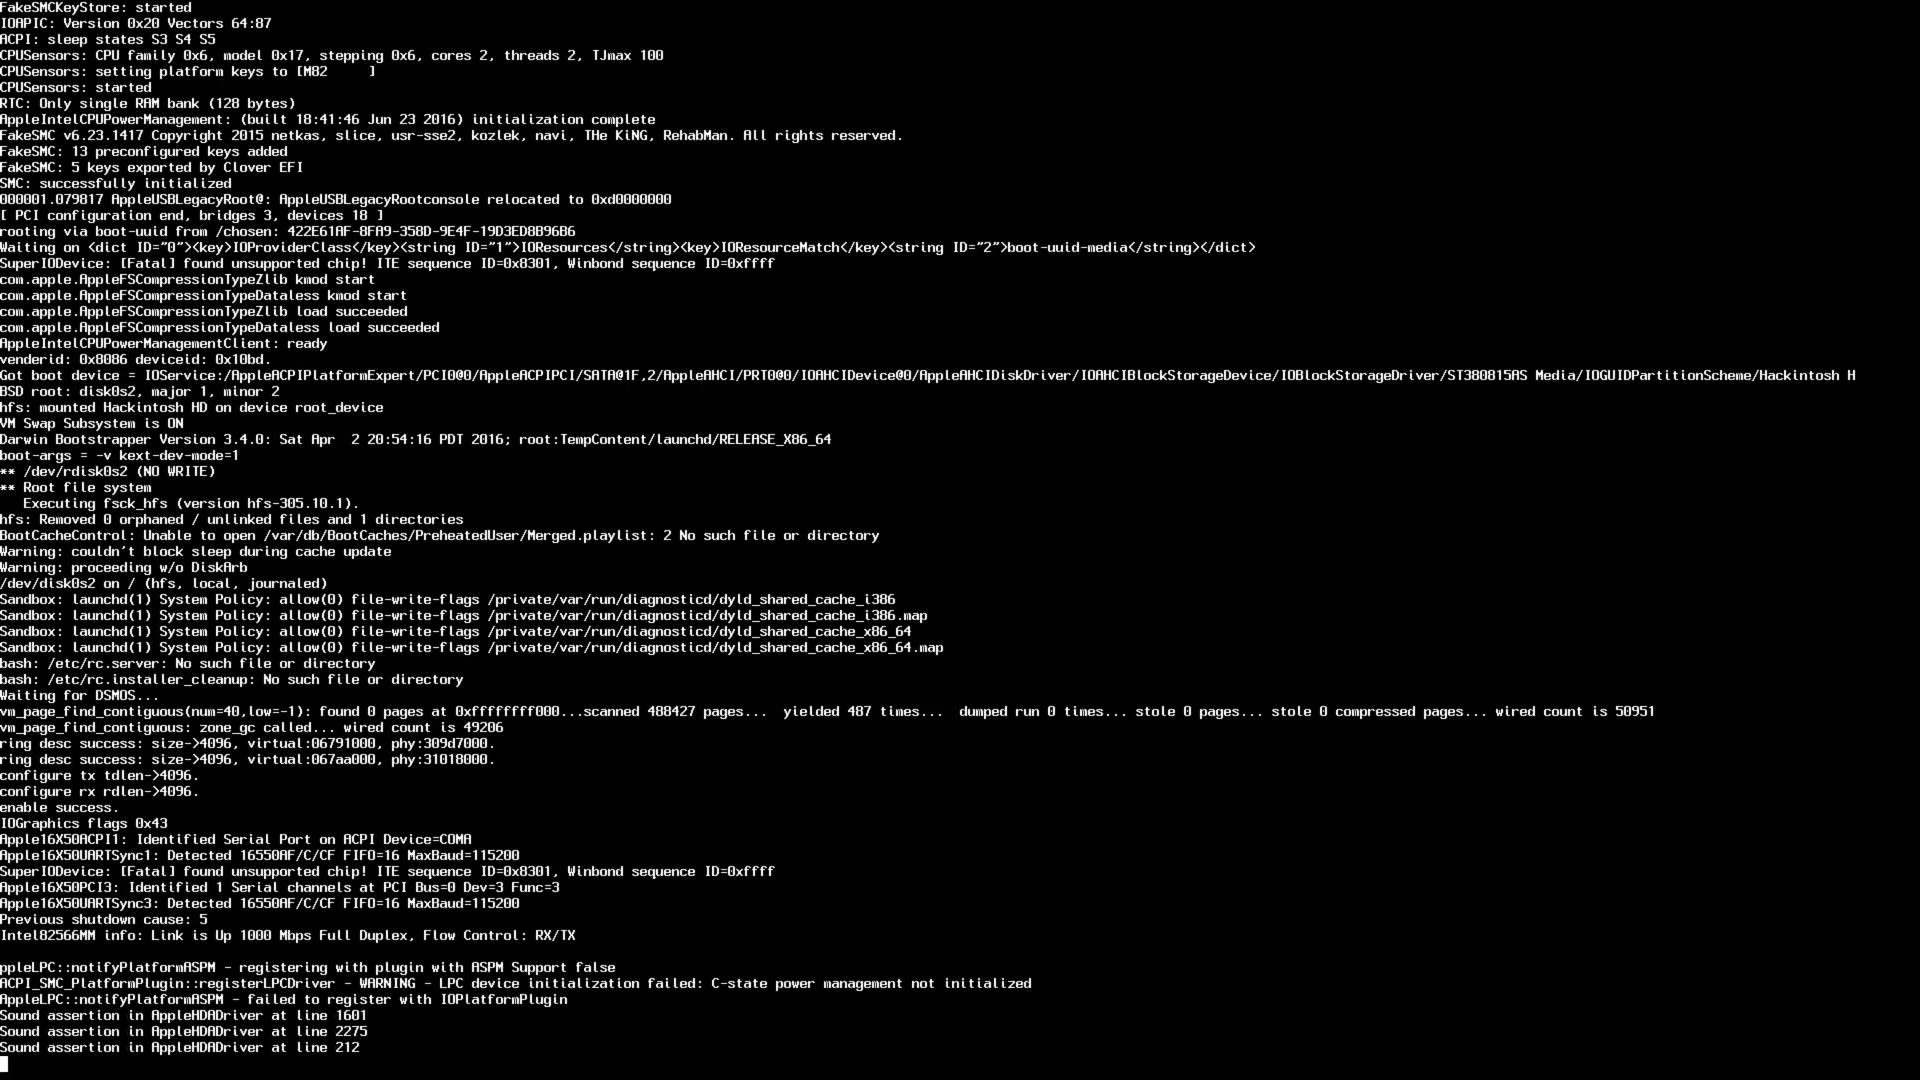 FakeSMCKeyStore: started
IOAPIC: Version 0x20 Vectors 64:87
ACPI: sleep states S3 S4 S5
CPUSensors: CPU family 0x6, model 0x17, stepping 0x6, cores 2, threads 2, TJmax 100
CPUSensors: setting platform keys to [M82     ]
CPUSensors: started
RTC: Only single RAM bank (128 bytes)
AppleIntelCPUPowerManagement: (built 18:41:46 Jun 23 2016) initialization complete
FakeSMC v6.23.1417 Copyright 2015 netkas, slice, usr-sse2, kozlek, navi, THe KiNG, RehabMan. All rights reserved.
FakeSMC: 13 preconfigured keys added
FakeSMC: 5 keys exported by Clover EFI
SMC: successfully initialized
000001.079817 AppleUSBLegacyRoot@: AppleUSBLegacyRootconsole relocated to 0xd0000000
[ PCI configuration end, bridges 3, devices 18 ]
rooting via boot-uuid from /chosen: 422E61AF-8FA9-358D-9E4F-19D3ED8B96B6
Waiting on <dict ID="0"><key>IOProviderClass</key><string ID="1">IOResources</string><key>IOResourceMatch</key><string ID="2">boot-uuid-media</string></dict>
SuperIODevice: [Fatal] found unsupported chip! ITE sequence ID=0x8301, Winbond sequence ID=0xffff
com.apple.AppleFSCompressionTypeZlib kmod start
com.apple.AppleFSCompressionTypeDataless kmod start
com.apple.AppleFSCompressionTypeZlib load succeeded
com.apple.AppleFSCompressionTypeDataless load succeeded
AppleIntelCPUPowerManagementClient: ready
venderid: 0x8086 deviceid: 0x10bd.
Got boot device = IOService:/AppleACPIPlatformExpert/PCI0@0/AppleACPIPCI/SATA@1F,2/AppleAHCI/PRT0@0/IOAHCIDevice@0/AppleAHCIDiskDriver/IOAHCIBlockStorageDevice/IOBlockStorageDriver/ST380815AS Media/IOGUIDPartitionScheme/Hackintosh H
BSD root: disk0s2, major 1, minor 2
hfs: mounted Hackintosh HD on device root_device
VM Swap Subsystem is ON
Darwin Bootstrapper Version 3.4.0: Sat Apr  2 20:54:16 PDT 2016; root:TempContent/launchd/RELEASE_X86_64
boot-args = -v kext-dev-mode=1
** /dev/rdisk0s2 (NO WRITE)
** Root file system
   Executing fsck_hfs (version hfs-305.10.1).
hfs: Removed 0 orphaned / unlinked files and 1 directories
BootCacheControl: Unable to open /var/db/BootCaches/PreheatedUser/Merged.playlist: 2 No such file or directory
Warning: couldn't block sleep during cache update
Warning: proceeding w/o DiskArb
/dev/disk0s2 on / (hfs, local, journaled)
Sandbox: launchd(1) System Policy: allow(0) file-write-flags /private/var/run/diagnosticd/dyld_shared_cache_i386
Sandbox: launchd(1) System Policy: allow(0) file-write-flags /private/var/run/diagnosticd/dyld_shared_cache_i386.map
Sandbox: launchd(1) System Policy: allow(0) file-write-flags /private/var/run/diagnosticd/dyld_shared_cache_x86_64
Sandbox: launchd(1) System Policy: allow(0) file-write-flags /private/var/run/diagnosticd/dyld_shared_cache_x86_64.map
bash: /etc/rc.server: No such file or directory
bash: /etc/rc.installer_cleanup: No such file or directory
Waiting for DSMOS...
vm_page_find_contiguous(num=40,low=-1): found 0 pages at 0xffffffff000...scanned 488427 pages...  yielded 487 times...  dumped run 0 times... stole 0 pages... stole 0 compressed pages... wired count is 50951
vm_page_find_contiguous: zone_gc called... wired count is 49206
ring desc success: size->4096, virtual:06791000, phy:309d7000.
ring desc success: size->4096, virtual:067aa000, phy:31018000.
configure tx tdlen->4096.
configure rx rdlen->4096.
enable success.
IOGraphics flags 0x43
Apple16X50ACPI1: Identified Serial Port on ACPI Device=COMA
Apple16X50UARTSync1: Detected 16550AF/C/CF FIFO=16 MaxBaud=115200
SuperIODevice: [Fatal] found unsupported chip! ITE sequence ID=0x8301, Winbond sequence ID=0xffff
Apple16X50PCI3: Identified 1 Serial channels at PCI Bus=0 Dev=3 Func=3
Apple16X50UARTSync3: Detected 16550AF/C/CF FIFO=16 MaxBaud=115200
Previous shutdown cause: 5
Intel82566MM info: Link is Up 1000 Mbps Full Duplex, Flow Control: RX/TX
ppleLPC::notifyPlatformASPM - registering with plugin with ASPM Support false
ACPI_SMC_PlatformPlugin::registerLPCDriver - WARNING - LPC device initialization failed: C-state power management not initialized
AppleLPC::notifyPlatformASPM - failed to register with IOPlatformPlugin
Sound assertion in AppleHDADriver at line 1601
Sound assertion in AppleHDADriver at line 2275
Sound assertion in AppleHDADriver at line 212